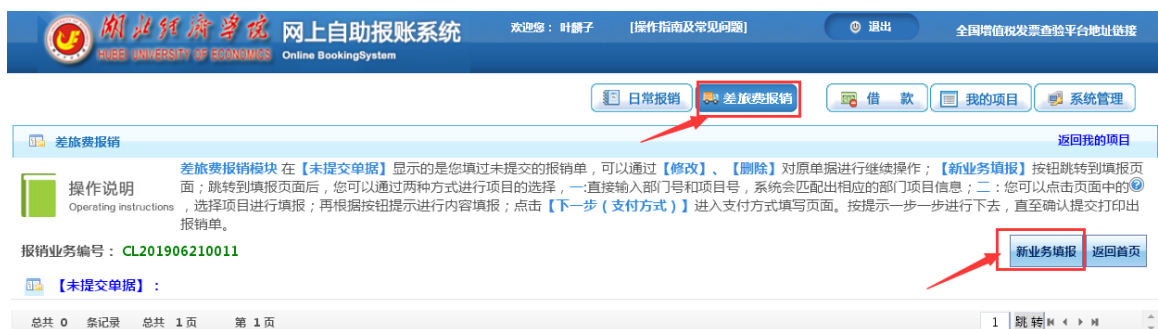 湖北经济学院 网上自助报账系统 欢迎您： 叶麟子 [操作指南及常见问题] 退出 全国增值税发票查验平台地址链接
HUBEI UNIVERSITY OF ECONOMICS Online BookingSystem
日常报销 差旅费报销 借 款 我的项目 系统管理
差旅费报销 返回我的项目
操作说明
Operating instructions
差旅费报销模块 在【未提交单据】显示的是您填过未提交的报销单，可以通过【修改】、【删除】对原单据进行继续操作；【新业务填报】按钮跳转到填报页
面；跳转到填报页面后，您可以通过两种方式进行项目的选择，一:直接输入部门号和项目号，系统会匹配出相应的部门项目信息；二：您可以点击页面中的?
，选择项目进行填报；再根据按钮提示进行内容填报；点击【下一步（支付方式）】进入支付方式填写页面。按提示一步一步进行下去，直至确认提交打印出
报销单。
报销业务编号： CL201906210011 新业务填报 返回首页
【未提交单据】：
总共 0 条记录 总共 1页 第 1页 1 跳转